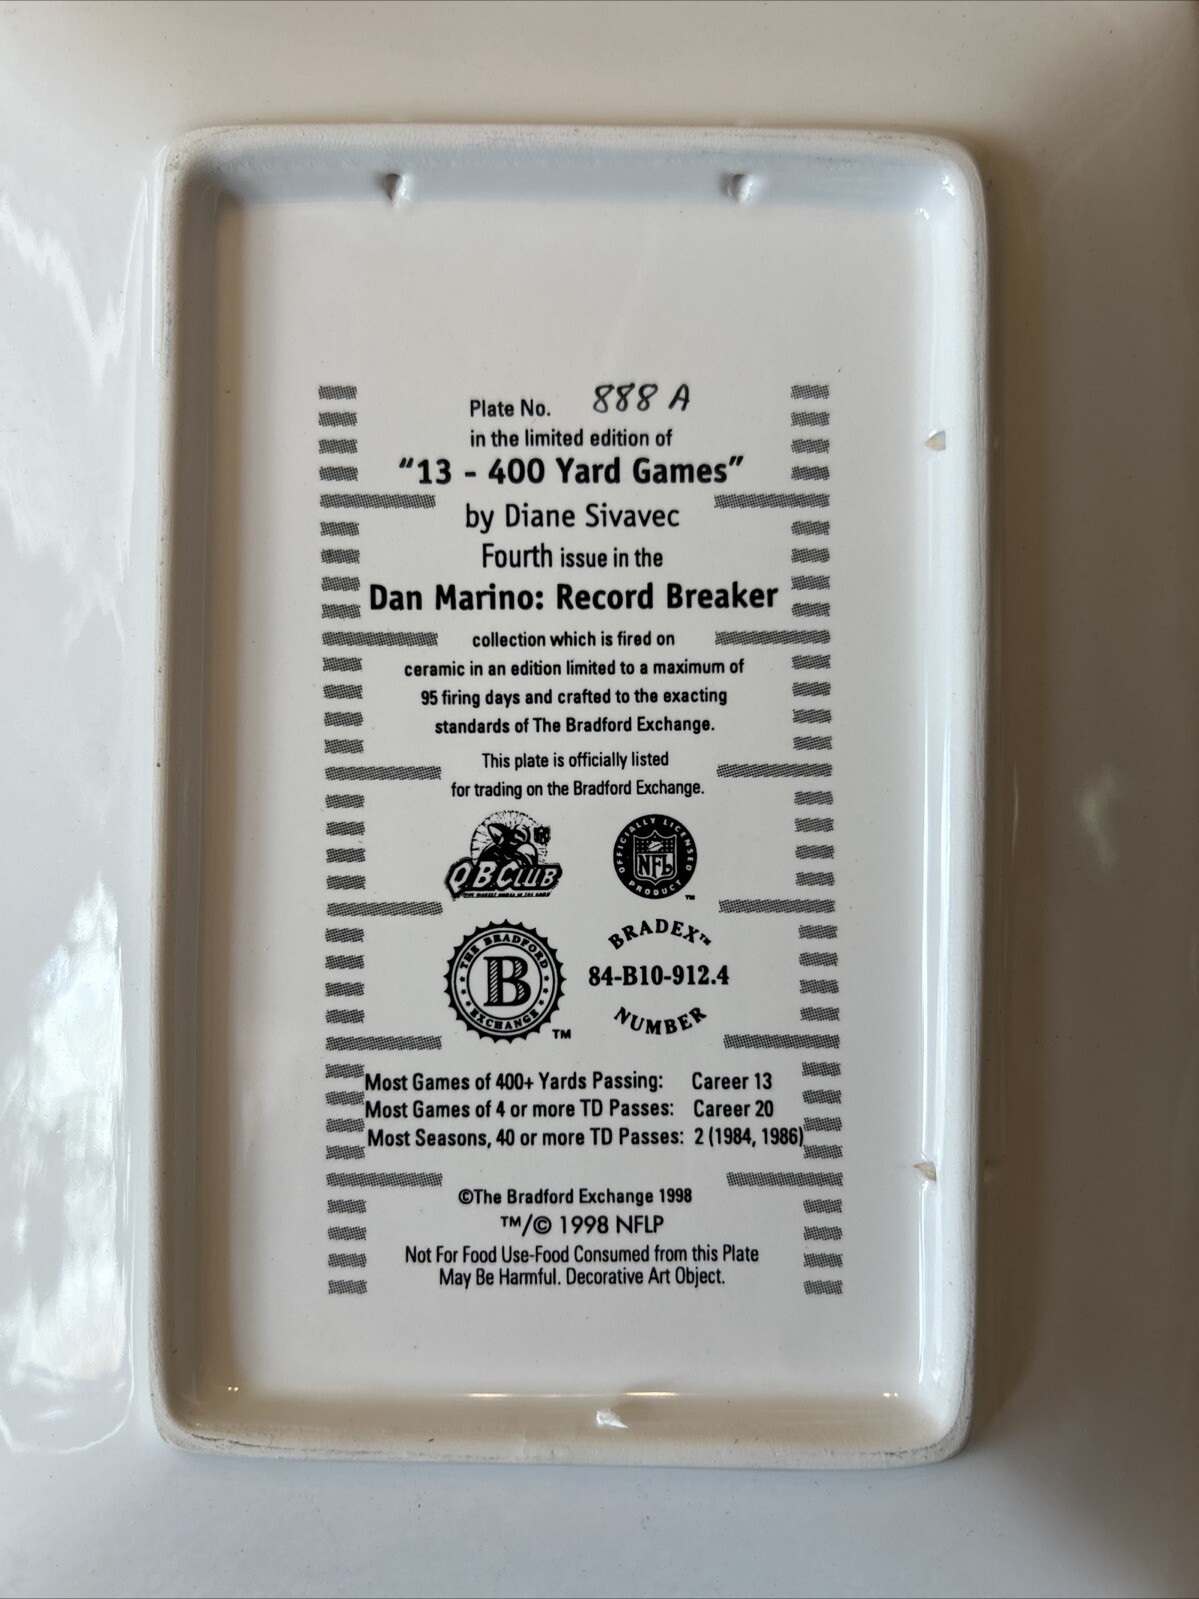 Plate No. 888 A
in the limited edition of
"13 - 400 Yard Games"
by Diane Sivavec
Fourth issue in the
Dan Marino: Record Breaker
collection which is fired on
ceramic in an edition limited to a maximum of
95 firing days and crafted to the exacting
standards of The Bradford Exchange.
This plate is officially listed
for trading on the Bradford Exchange.
QB CLUB
OFFICIALLY LICENSED
NFL
PRODUCT
™
THE BRADFORD
B
EXCHANGE
™
BRADEX™
84-B10-912.4
NUMBER
Most Games of 400+ Yards Passing: Career 13
Most Games of 4 or more TD Passes: Career 20
Most Seasons, 40 or more TD Passes: 2 (1984, 1986)
©The Bradford Exchange 1998
™/© 1998 NFLP
Not For Food Use-Food Consumed from this Plate
May Be Harmful. Decorative Art Object.